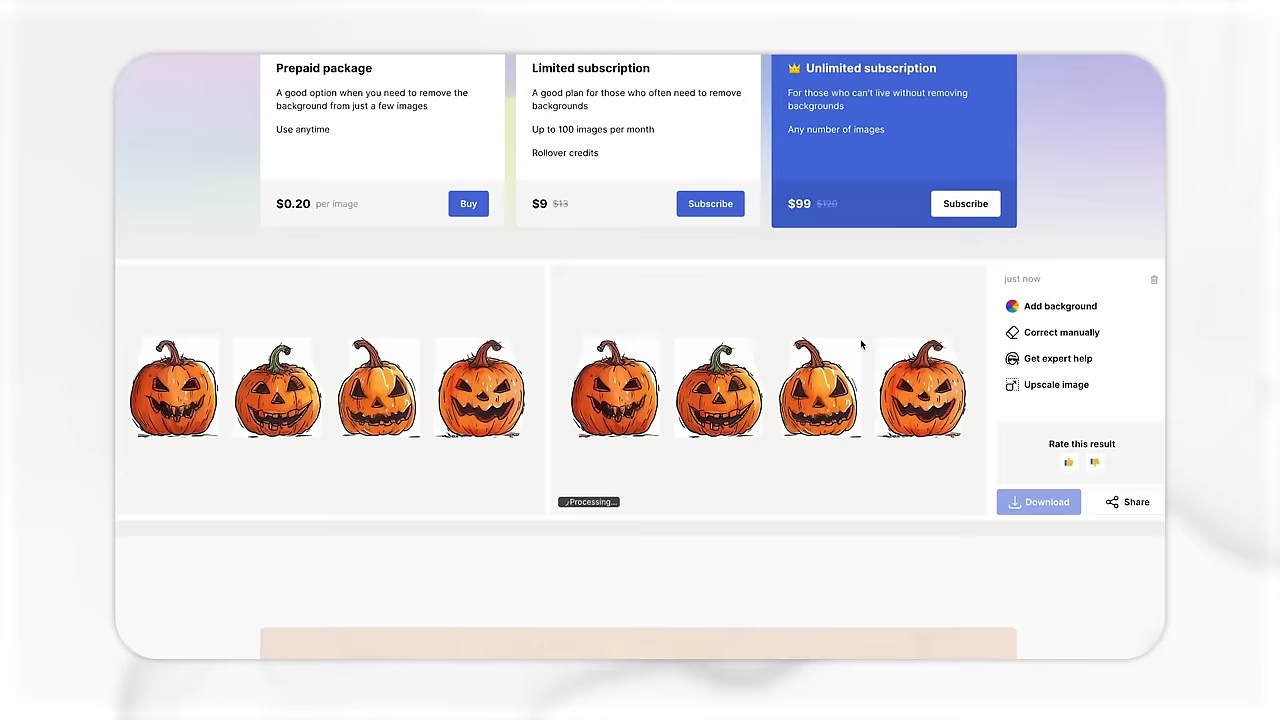 Prepaid package
A good option when you need to remove the
background from just a few images
Use anytime
$0.20 per image
Buy
Limited subscription
A good plan for those who often need to remove
backgrounds
Up to 100 images per month
Rollover credits
$9 $13
Subscribe
Unlimited subscription
For those who can't live without removing
backgrounds
Any number of images
$99 $120
Subscribe
Processing...
just now
Add background
Correct manually
Get expert help
Upscale image
Rate this result
Download
Share